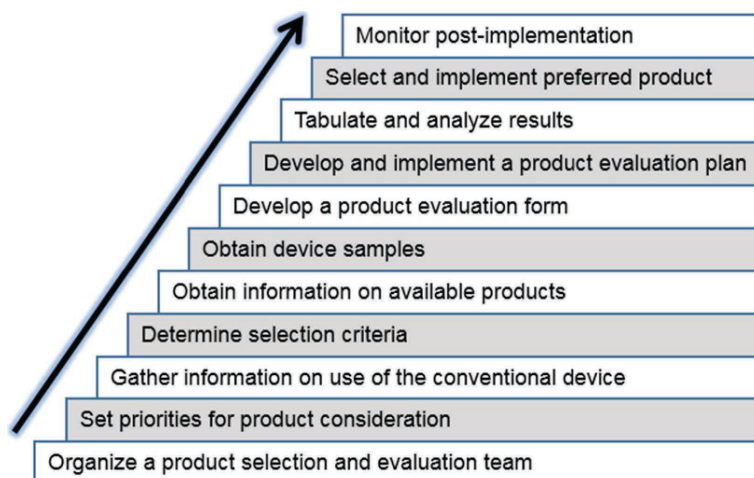 Monitor post-implementation
Select and implement preferred product
Tabulate and analyze results
Develop and implement a product evaluation plan
Develop a product evaluation form
Obtain device samples
Obtain information on available products
Determine selection criteria
Gather information on use of the conventional device
Set priorities for product consideration
Organize a product selection and evaluation team